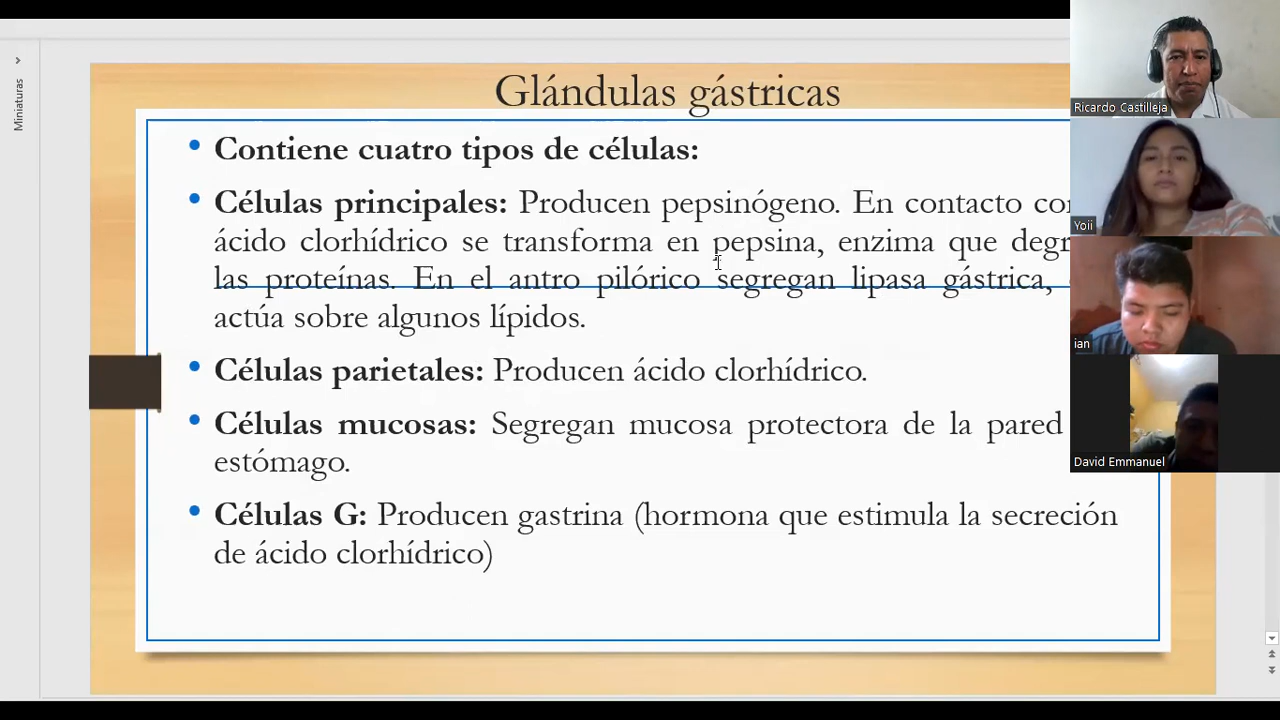 Miniaturas
Glándulas gástricas
Contiene cuatro tipos de células:
Células principales: Producen pepsinógeno. En contacto
ácido clorhídrico se transforma en pepsina, enzima que
las proteínas. En el antro pilórico segregan lipasa gástrica,
actúa sobre algunos lípidos.
Células parietales: Producen ácido clorhídrico.
Células mucosas: Segregan mucosa protectora de la pared
estómago.
Células G: Producen gastrina (hormona que estimula la secreción
de ácido clorhídrico)
Ricardo Castilleja
Yoii
ian
David Emmanuel